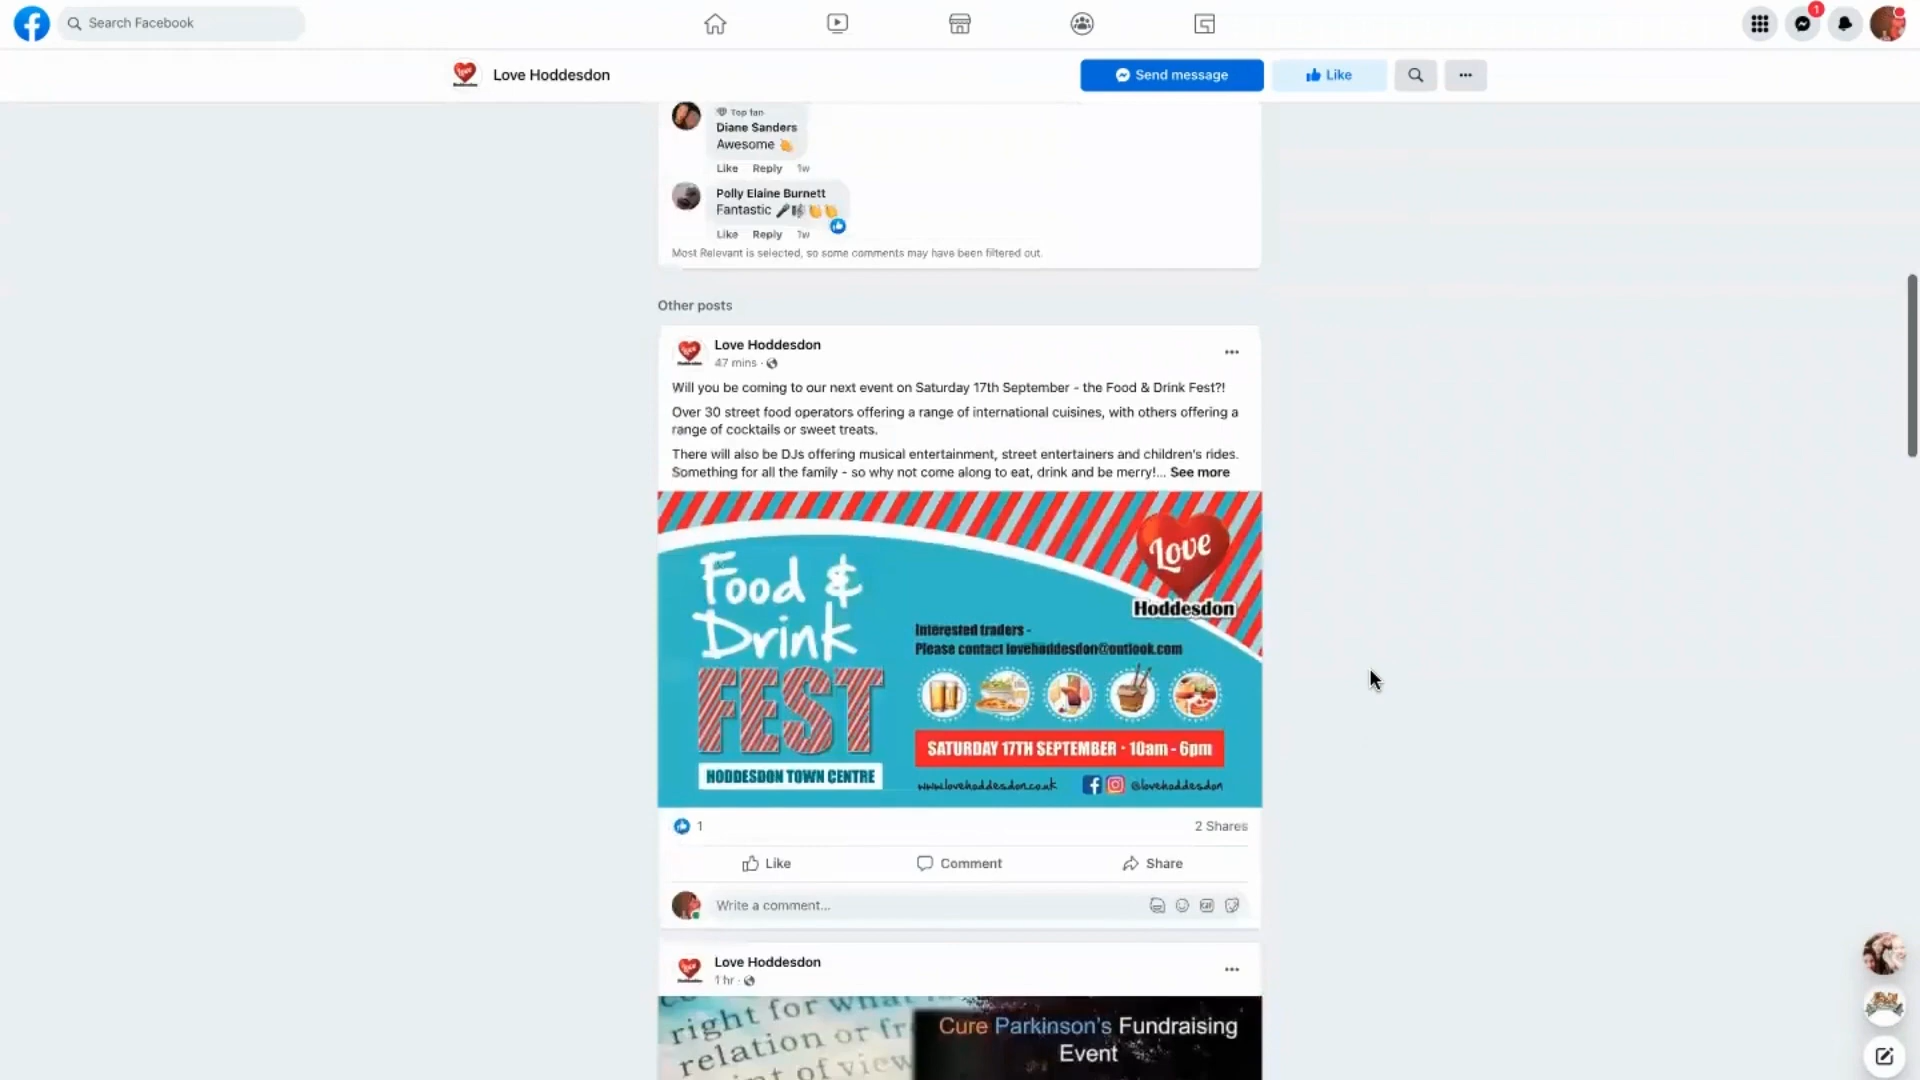 Search Facebook
1
Love Hoddesdon
Send message
Like
Top fan
Diane Sanders
Awesome 👏
Like Reply 1w
Polly Elaine Burnett
Fantastic 🎤🎼👏👏
Like Reply 1w
Most Relevant is selected, so some comments may have been filtered out.
Other posts
Love Hoddesdon
47 mins ·
Will you be coming to our next event on Saturday 17th September - the Food & Drink Fest?!
Over 30 street food operators offering a range of international cuisines, with others offering a
range of cocktails or sweet treats.
There will also be DJs offering musical entertainment, street entertainers and children's rides.
Something for all the family - so why not come along to eat, drink and be merry!... See more
Love
Hoddesdon
Food &
Drink
FEST
HODDESDON TOWN CENTRE
Interested traders -
Please contact lovehoddesdon@outlook.com
SATURDAY 17TH SEPTEMBER · 10am - 6pm
www.lovehoddesdon.co.uk @lovehoddesdon
1 2 Shares
Like Comment Share
Write a comment...
GIF
Love Hoddesdon
1 hr ·
right for what
relation or fr
int of view
Cure Parkinson's Fundraising
Event